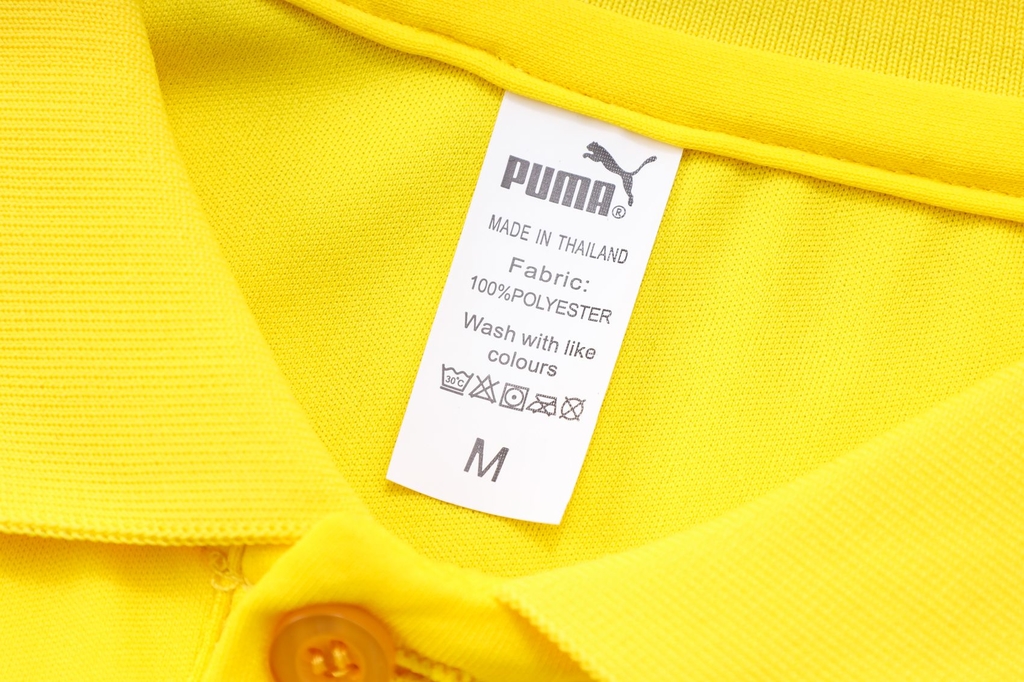 PUMA®
MADE IN THAILAND
Fabric:
100%POLYESTER
Wash with like
colours
30°C
M